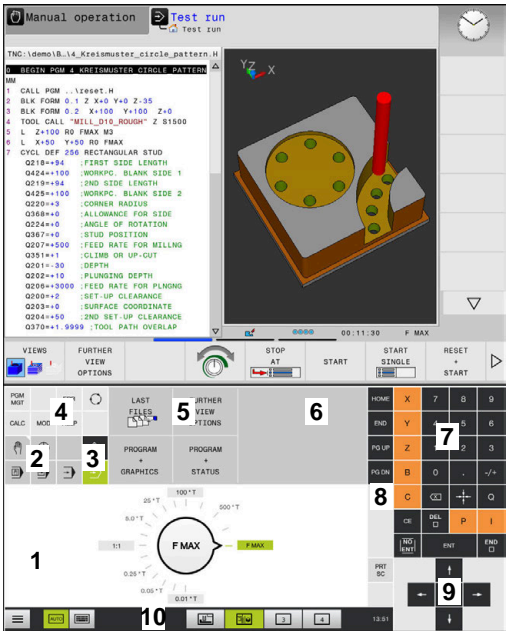 Manual operation
Test run
Test run
TNC:\demo\B…\4_Kreismuster_circle_pattern.H
0 BEGIN PGM 4_KREISMUSTER_CIRCLE_PATTERN
MM
1 CALL PGM ..\reset.H
2 BLK FORM 0.1 Z X+0 Y+0 Z-35
3 BLK FORM 0.2 X+100 Y+100 Z+0
4 TOOL CALL "MILL_D10_ROUGH" Z S1500
5 L Z+100 R0 FMAX M3
6 L X+50 Y+50 R0 FMAX
7 CYCL DEF 256 RECTANGULAR STUD
Q218=+94 ;FIRST SIDE LENGTH
Q424=+100 ;WORKPC. BLANK SIDE 1
Q219=+94 ;2ND SIDE LENGTH
Q425=+100 ;WORKPC. BLANK SIDE 2
Q220=+3 ;CORNER RADIUS
Q368=+0 ;ALLOWANCE FOR SIDE
Q224=+0 ;ANGLE OF ROTATION
Q367=+0 ;STUD POSITION
Q207=+500 ;FEED RATE FOR MILLNG
Q351=+1 ;CLIMB OR UP-CUT
Q201=-30 ;DEPTH
Q202=+10 ;PLUNGING DEPTH
Q206=+3000 ;FEED RATE FOR PLNGNG
Q200=+2 ;SET-UP CLEARANCE
Q203=+0 ;SURFACE COORDINATE
Q204=+50 ;2ND SET-UP CLEARANCE
Q370=+1.9999 ;TOOL PATH OVERLAP
Y Z X
00:11:30 F MAX
VIEWS
FURTHER
VIEW
OPTIONS
STOP
AT
START
START
SINGLE
RESET
+
START
PGM
MGT
4
CALC
MOD
2
3
LAST
FILES
5
VIEW
PROGRAM
+
GRAPHICS
PROGRAM
+
STATUS
6
HOME X 7 8 9
END Y 5 6
7
PG UP Z 2 3
PG DN B 0 . -/+
8
C Q
CE DEL P I
NO
ENT
ENT
END
PRT
SC
9
1
100 *T
25 *T
500 *T
5.0 *T
1:1
F MAX
F MAX
0.25 *T
0.05 *T
0.01 *T
AUTO
10
3
4
13:51